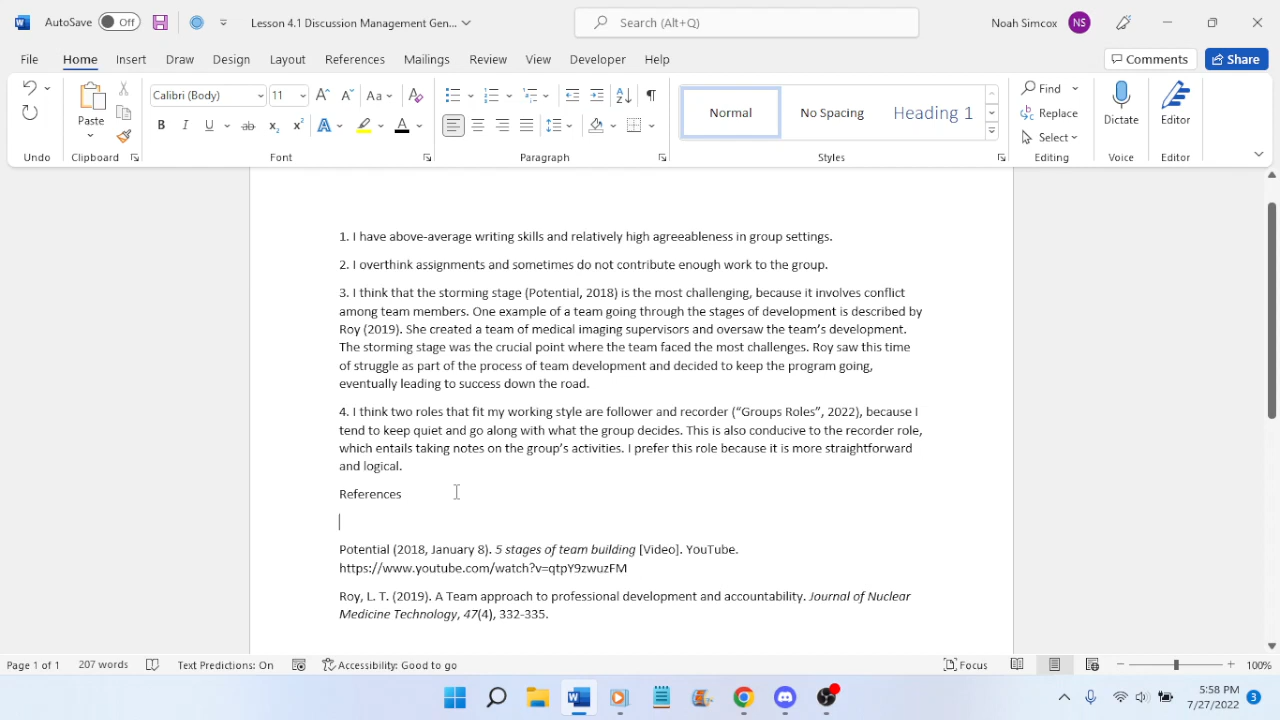 AutoSave Off Lesson 4.1 Discussion Management Gen... Search (Alt+Q) Noah Simcox NS
File Home Insert Draw Design Layout References Mailings Review View Developer Help Comments Share
Calibri (Body) 11 Aa
Paste
B I U ab x2 x2 A A
Normal No Spacing Heading 1
Find
Replace
Select
Dictate Editor
Undo Clipboard Font Paragraph Styles Editing Voice Editor
1. I have above-average writing skills and relatively high agreeableness in group settings.
2. I overthink assignments and sometimes do not contribute enough work to the group.
3. I think that the storming stage (Potential, 2018) is the most challenging, because it involves conflict
among team members. One example of a team going through the stages of development is described by
Roy (2019). She created a team of medical imaging supervisors and oversaw the team’s development.
The storming stage was the crucial point where the team faced the most challenges. Roy saw this time
of struggle as part of the process of team development and decided to keep the program going,
eventually leading to success down the road.
4. I think two roles that fit my working style are follower and recorder (“Groups Roles”, 2022), because I
tend to keep quiet and go along with what the group decides. This is also conducive to the recorder role,
which entails taking notes on the group’s activities. I prefer this role because it is more straightforward
and logical.
References
Potential (2018, January 8). 5 stages of team building [Video]. YouTube.
https://www.youtube.com/watch?v=qtpY9zwuzFM
Roy, L. T. (2019). A Team approach to professional development and accountability. Journal of Nuclear
Medicine Technology, 47(4), 332-335.
Page 1 of 1 207 words Text Predictions: On Accessibility: Good to go Focus 100%
5:58 PM
7/27/2022 3